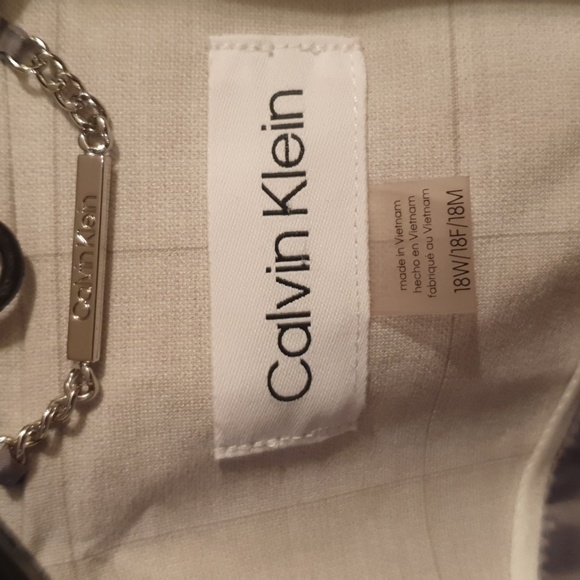 Calvin Klein
Calvin Klein
made in Vietnam
hecho en Vietnam
fabriqué au Vietnam
18W/18F/18M